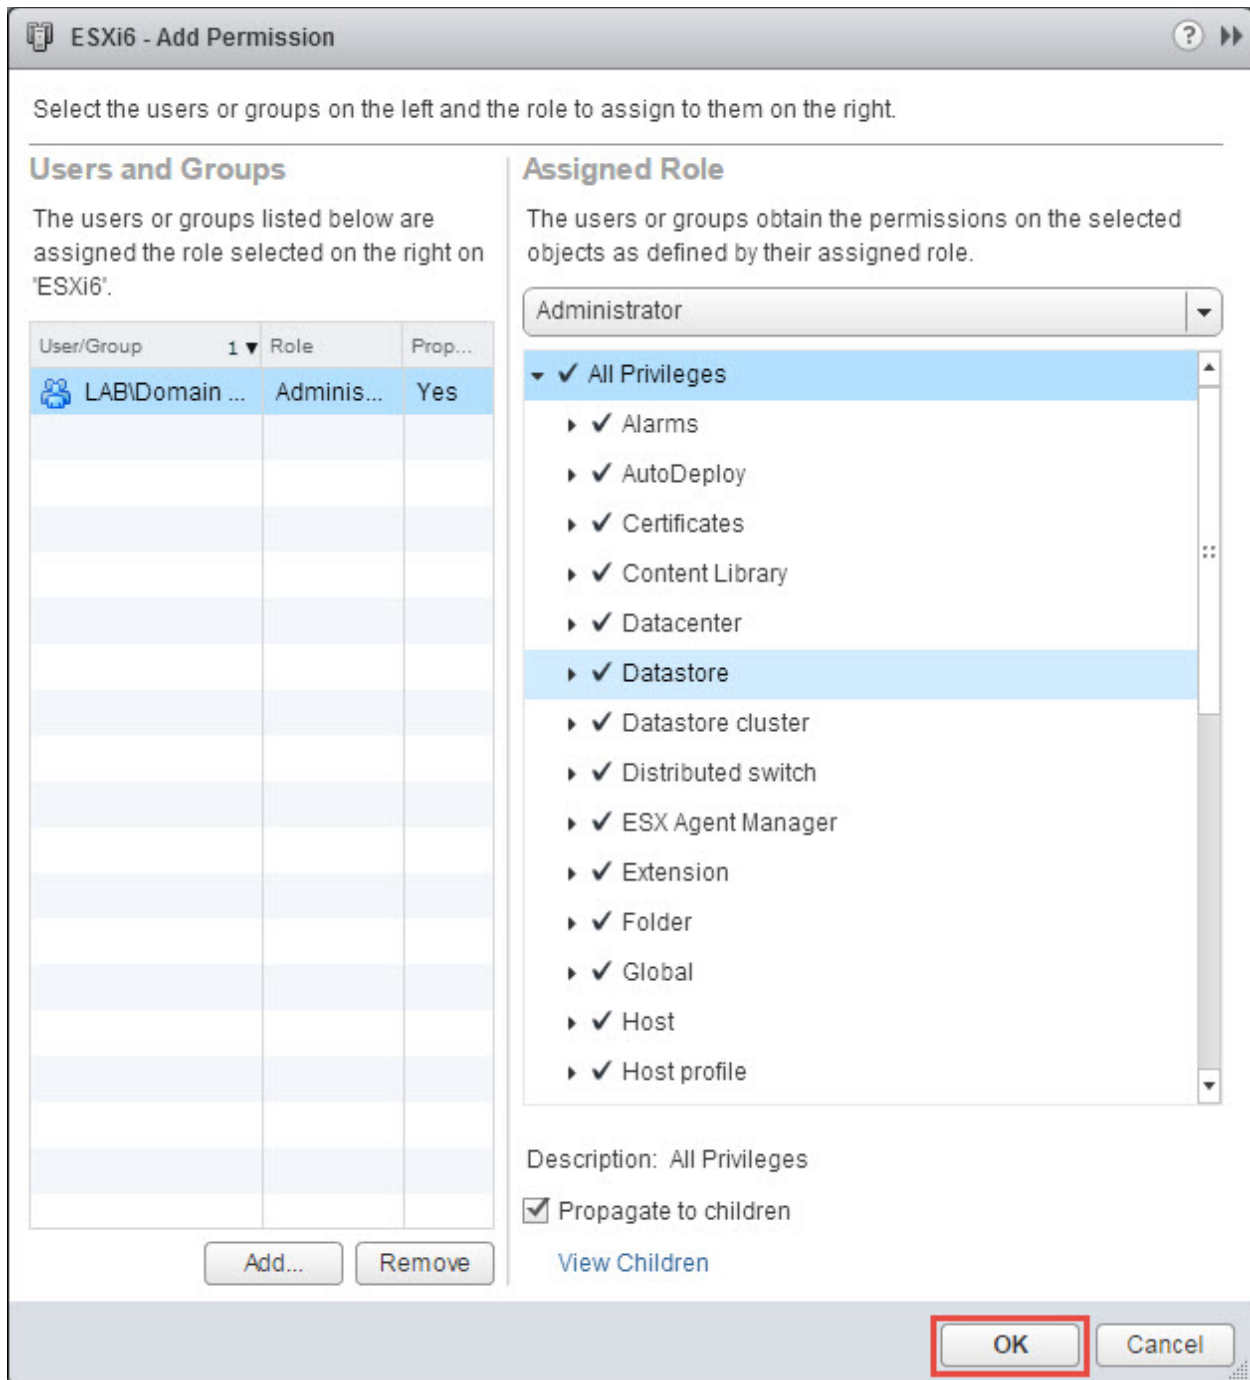 ESXi6 - Add Permission
?
Select the users or groups on the left and the role to assign to them on the right.
Users and Groups
The users or groups listed below are
assigned the role selected on the right on
'ESXi6'.
User/Group 1 Role Prop...
LAB\Domain ... Adminis... Yes
Add... Remove
Assigned Role
The users or groups obtain the permissions on the selected
objects as defined by their assigned role.
Administrator
All Privileges
Alarms
AutoDeploy
Certificates
Content Library
Datacenter
Datastore
Datastore cluster
Distributed switch
ESX Agent Manager
Extension
Folder
Global
Host
Host profile
Description: All Privileges
Propagate to children
View Children
OK Cancel